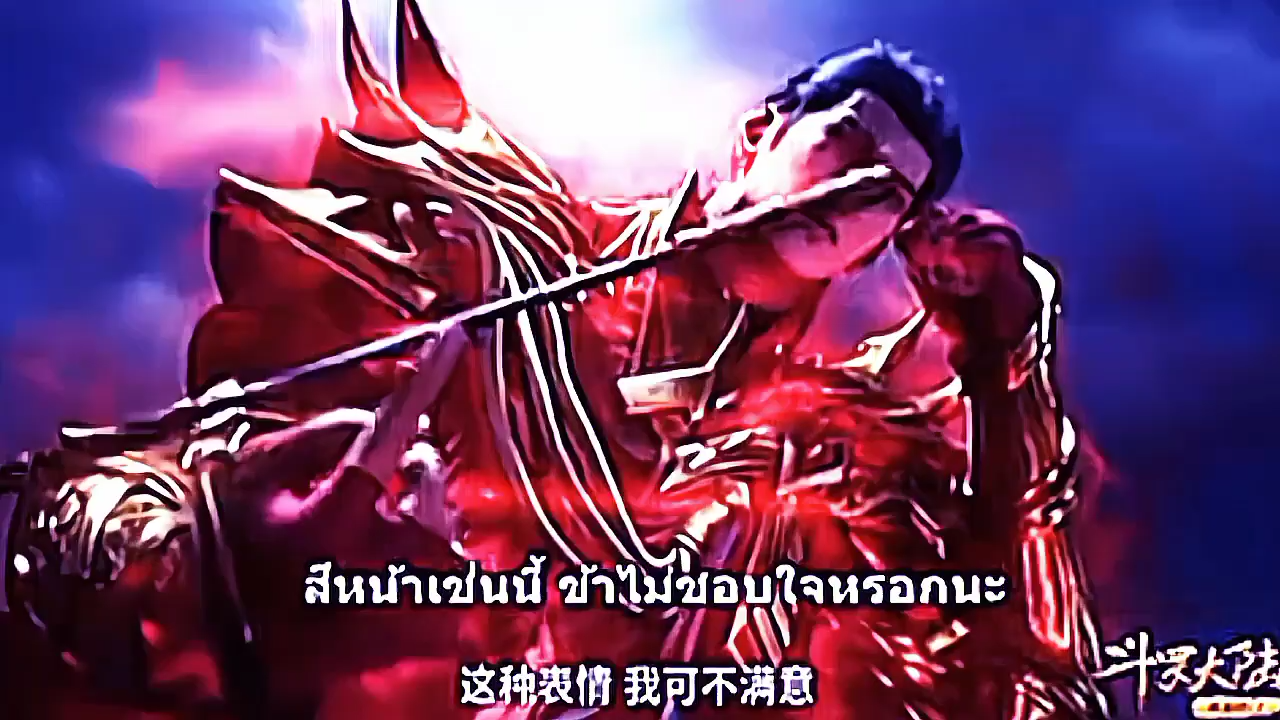 สีหน้าเช่นนี้ ข้าไม่ชอบใจหรอกนะ
这种表情 我可不满意
斗罗大陆